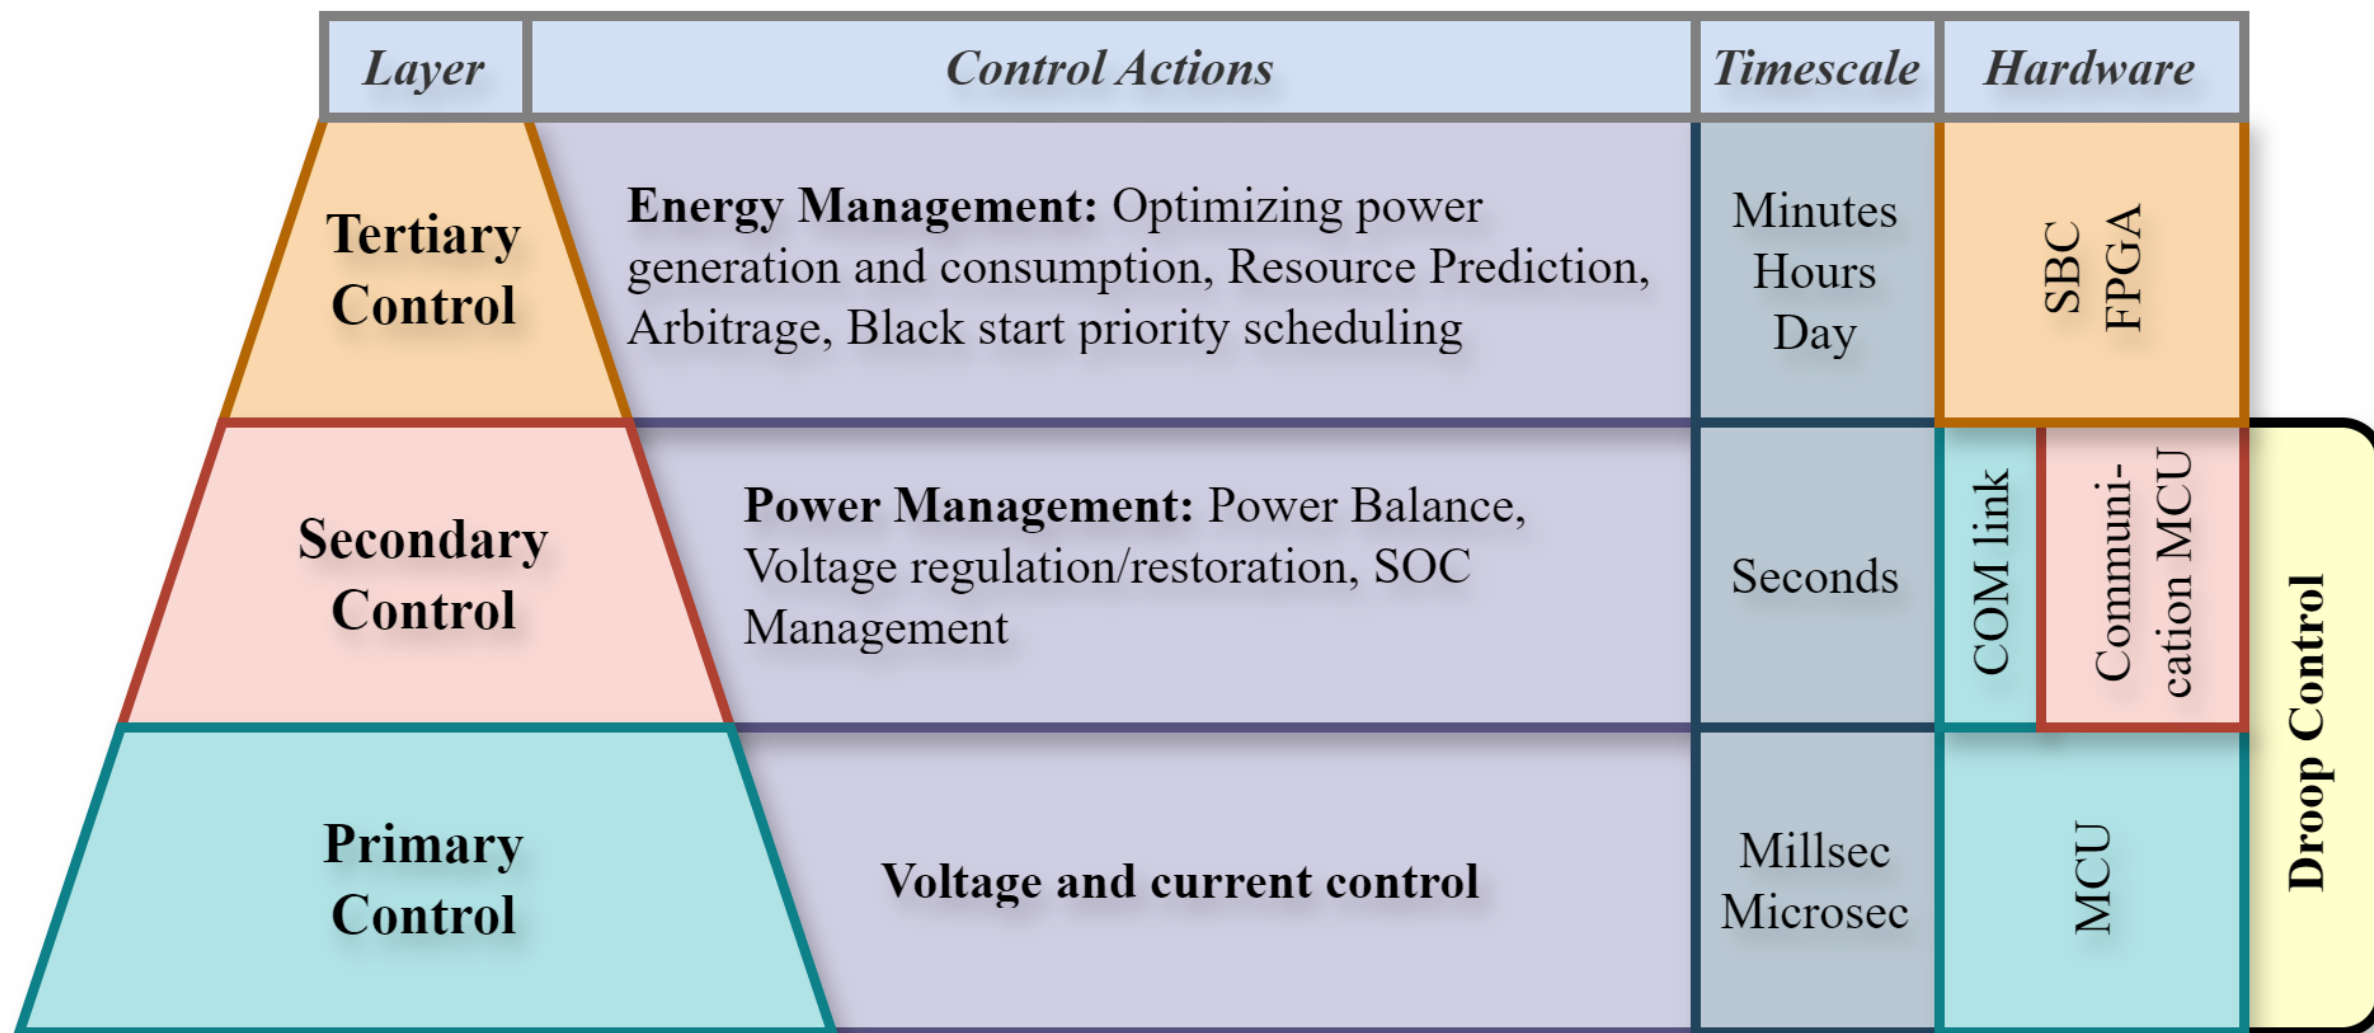 Layer
Control Actions
Timescale
Hardware
Tertiary
Control
Energy Management: Optimizing power
generation and consumption, Resource Prediction,
Arbitrage, Black start priority scheduling
Minutes
Hours
Day
SBC
FPGA
Secondary
Control
Power Management: Power Balance,
Voltage regulation/restoration, SOC
Management
Seconds
COM link
Communi-
cation MCU
Primary
Control
Voltage and current control
Millsec
Microsec
MCU
Droop Control